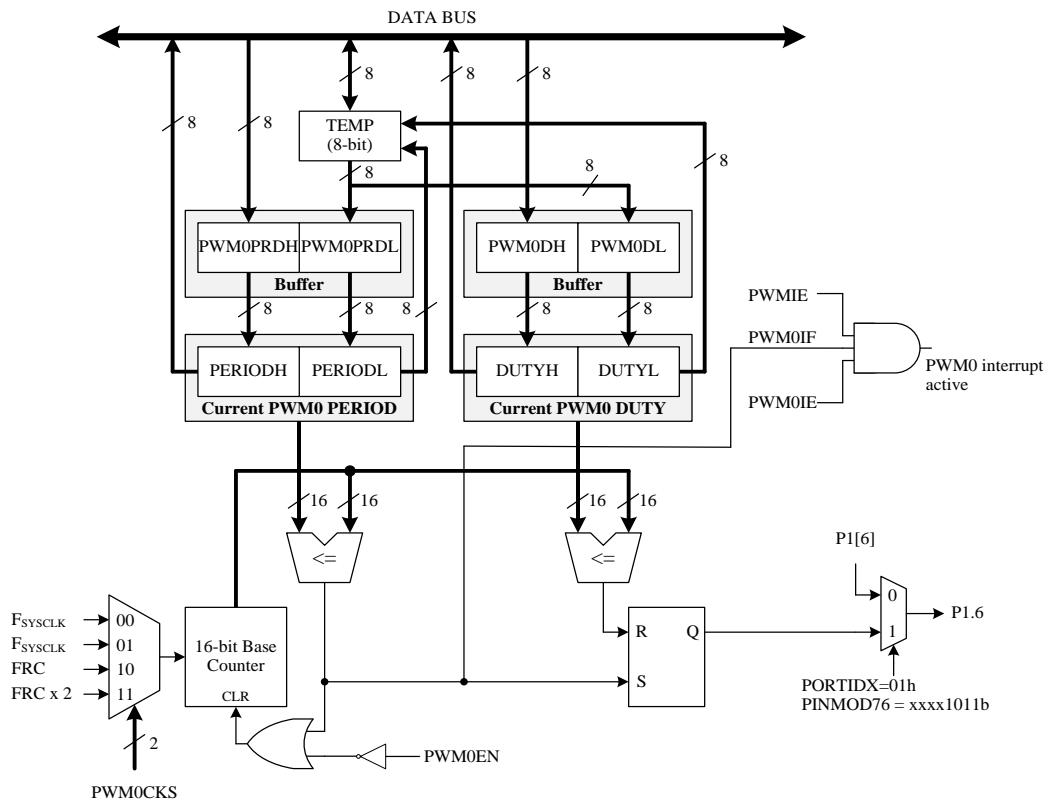 DATA BUS
8
8
8
8
8
TEMP
(8-bit)
8
8
8
PWM0PRDH
PWM0PRDL
Buffer
PWM0DH
PWM0DL
Buffer
8
8
8
8
8
PERIODH
PERIODL
Current PWM0 PERIOD
DUTYH
DUTYL
Current PWM0 DUTY
PWMIE
PWM0IF
PWM0IE
PWM0 interrupt
active
16
16
16
16
<=
<=
P1[6]
0
1
P1.6
PORTIDX=01h
PINMOD76 = xxxx1011b
FSYSCLK
00
FSYSCLK
01
FRC
10
FRC x 2
11
2
PWM0CKS
16-bit Base
Counter
CLR
R
Q
S
PWM0EN